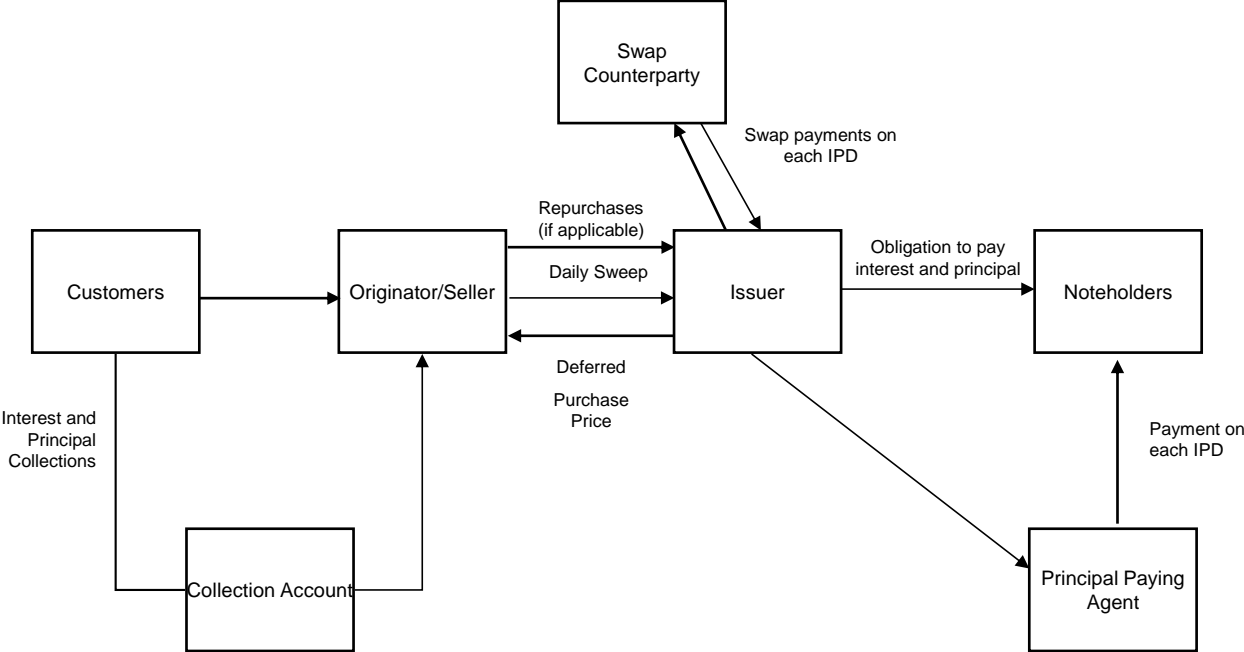 Swap
Counterparty
Swap payments on
each IPD
Repurchases
(if applicable)
Obligation to pay
interest and principal
Customers
Originator/Seller
Daily Sweep
Issuer
Noteholders
Deferred
Purchase
Price
Interest and
Principal
Collections
Payment on
each IPD
Collection Account
Principal Paying
Agent